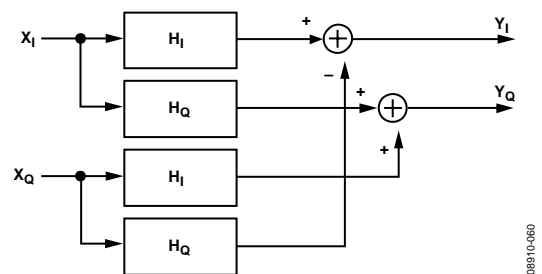 X_I
H_I
+
Y_I
–
H_Q
+
Y_Q
X_Q
H_I
+
H_Q
08910-060